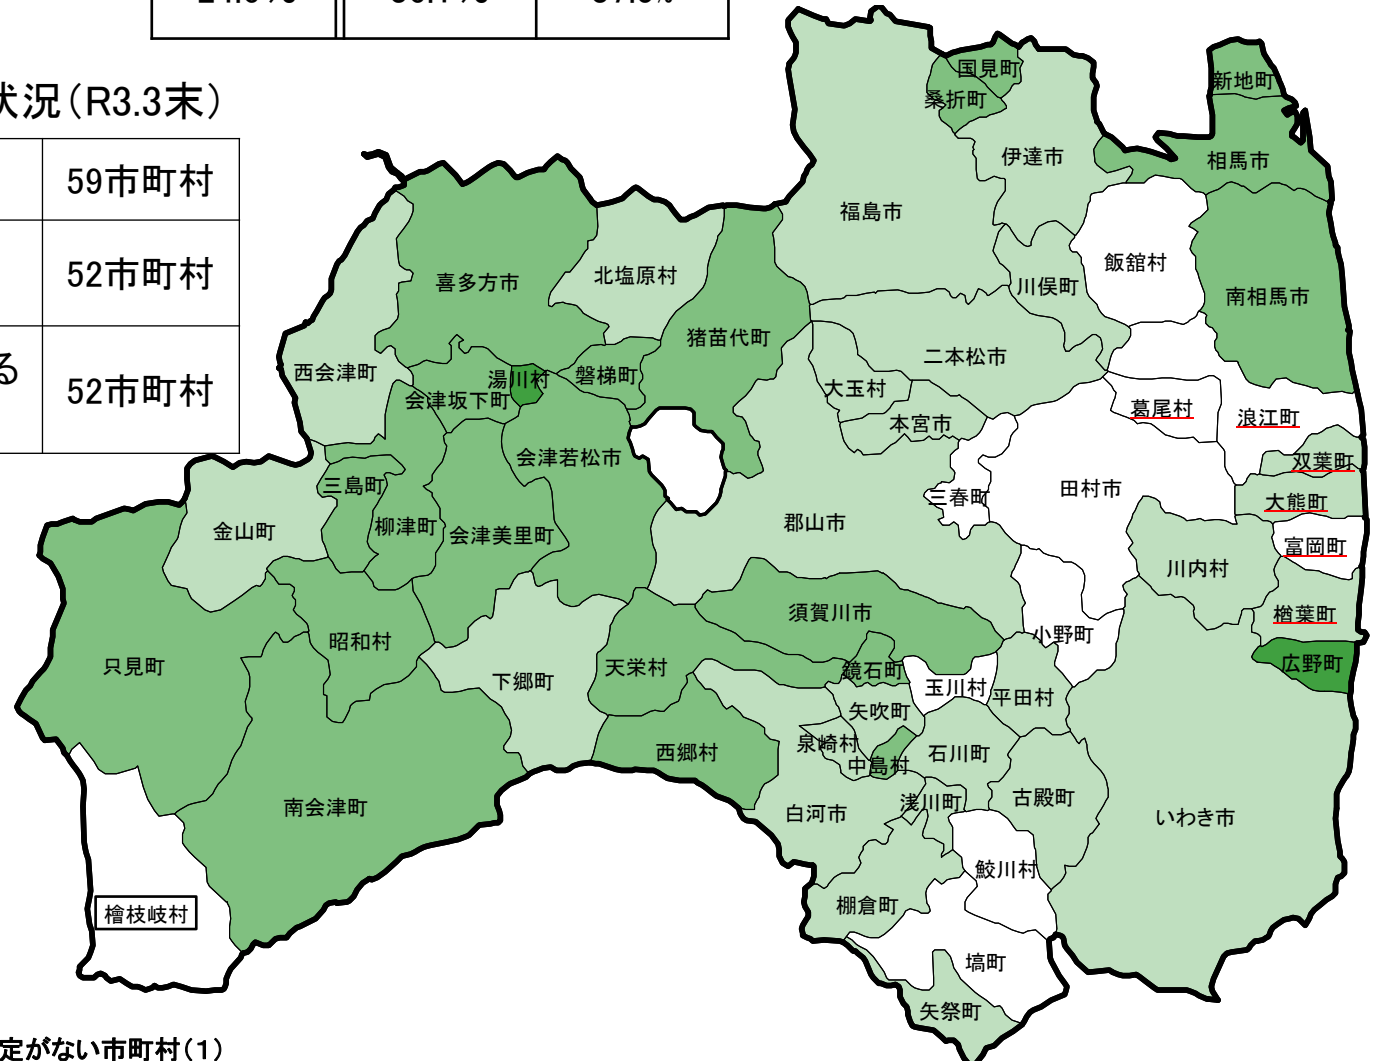 状況（R3.3末）
59市町村
52市町村
る
52市町村
国見町
新地町
桑折町
伊達市
相馬市
福島市
飯舘村
北塩原村
喜多方市
川俣町
南相馬市
猪苗代町
二本松市
西会津町
湯川村
磐梯町
大玉村
会津坂下町
葛尾村
浪江町
本宮市
会津若松市
双葉町
三島町
田村市
三春町
大熊町
金山町
柳津町
会津美里町
郡山市
富岡町
川内村
須賀川市
楢葉町
昭和村
小野町
只見町
下郷町
天栄村
鏡石町
広野町
玉川村
平田村
矢吹町
西郷村
泉崎村
石川町
中島村
南会津町
浅川町
古殿町
白河市
いわき市
鮫川村
檜枝岐村
棚倉町
塙町
矢祭町
定がない市町村（1）